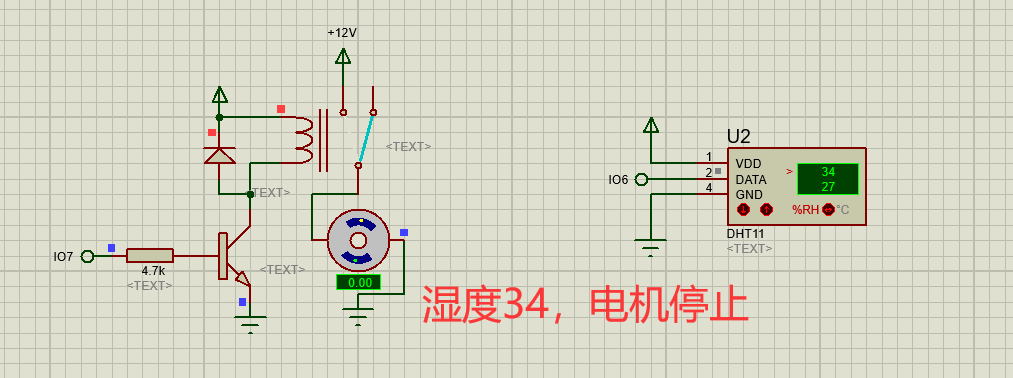 +12V
<TEXT>
TEXT>
IO7
4.7k
<TEXT>
<TEXT>
0.00
湿度34，电机停止
U2
1
VDD
>
34
IO6
2
DATA
27
4
GND
%RH
°C
DHT11
<TEXT>